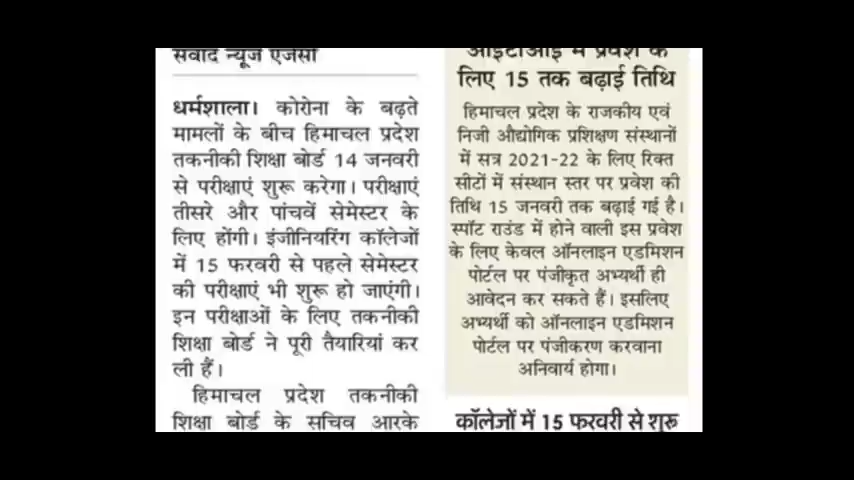 संवाद न्यूज एजेंसी
धर्मशाला। कोरोना के बढ़ते
मामलों के बीच हिमाचल प्रदेश
तकनीकी शिक्षा बोर्ड 14 जनवरी
से परीक्षाएं शुरू करेगा। परीक्षाएं
तीसरे और पांचवें सेमेस्टर के
लिए होंगी। इंजीनियरिंग कॉलेजों
में 15 फरवरी से पहले सेमेस्टर
की परीक्षाएं भी शुरू हो जाएंगी।
इन परीक्षाओं के लिए तकनीकी
शिक्षा बोर्ड ने पूरी तैयारियां कर
ली हैं।
हिमाचल प्रदेश तकनीकी
शिक्षा बोर्ड के सचिव आरके
आईटीआई में प्रवेश के
लिए 15 तक बढ़ाई तिथि
हिमाचल प्रदेश के राजकीय एवं
निजी औद्योगिक प्रशिक्षण संस्थानों
में सत्र 2021-22 के लिए रिक्त
सीटों में संस्थान स्तर पर प्रवेश की
तिथि 15 जनवरी तक बढ़ाई गई है।
स्पॉट राउंड में होने वाली इस प्रवेश
के लिए केवल ऑनलाइन एडमिशन
पोर्टल पर पंजीकृत अभ्यर्थी ही
आवेदन कर सकते हैं। इसलिए
अभ्यर्थी को ऑनलाइन एडमिशन
पोर्टल पर पंजीकरण करवाना
अनिवार्य होगा।
कॉलेजों में 15 फरवरी से शुरू